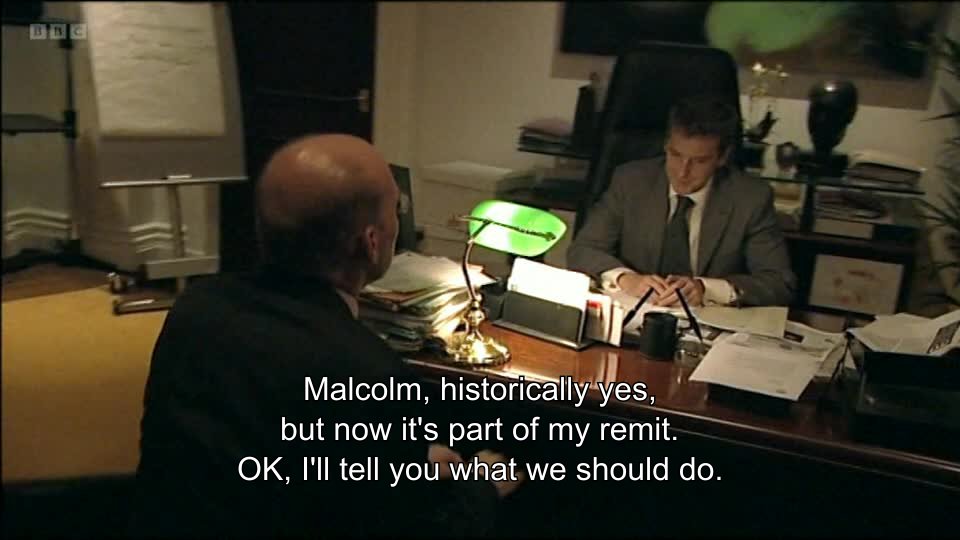 BBC
Malcolm, historically yes,
but now it's part of my remit.
OK, I'll tell you what we should do.